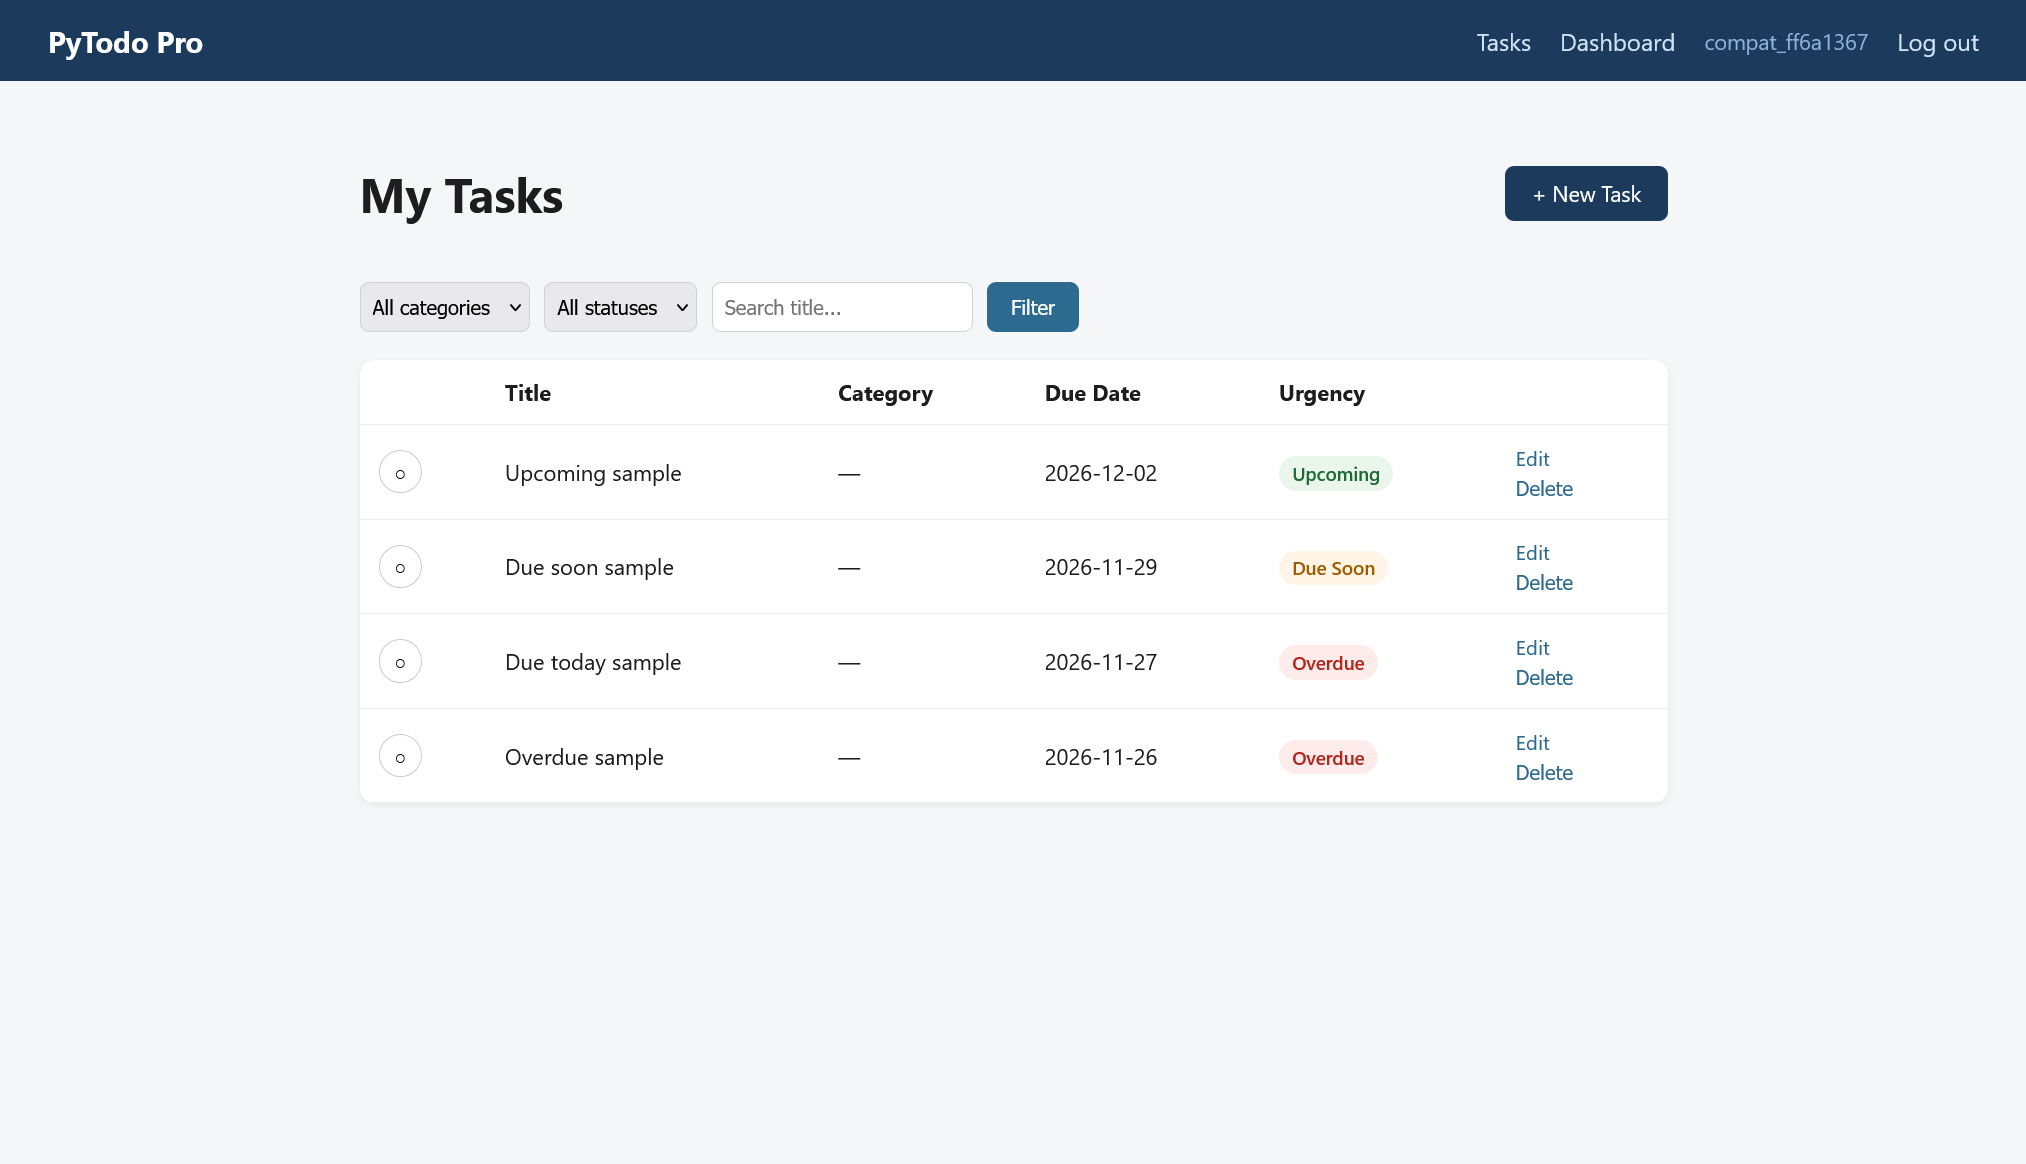 PyTodo Pro
Tasks Dashboard compat_ff6a1367 Log out
My Tasks
+ New Task
All categories All statuses Search title... Filter
Title Category Due Date Urgency
Upcoming sample — 2026-12-02 Upcoming Edit
Delete
Due soon sample — 2026-11-29 Due Soon Edit
Delete
Due today sample — 2026-11-27 Overdue Edit
Delete
Overdue sample — 2026-11-26 Overdue Edit
Delete